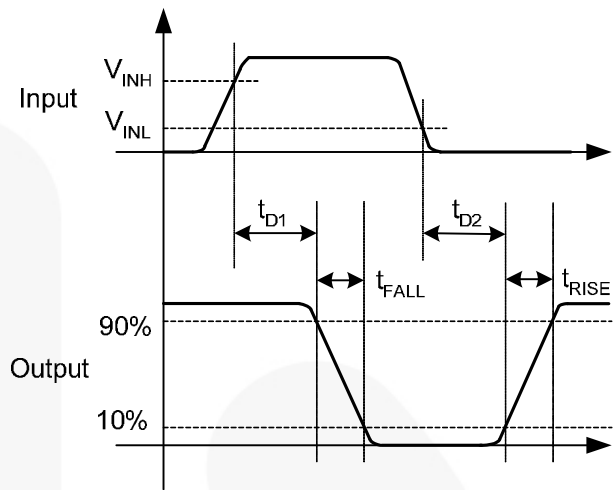 V_INH
Input
V_INL
t_D1
t_D2
t_FALL
t_RISE
90%
Output
10%